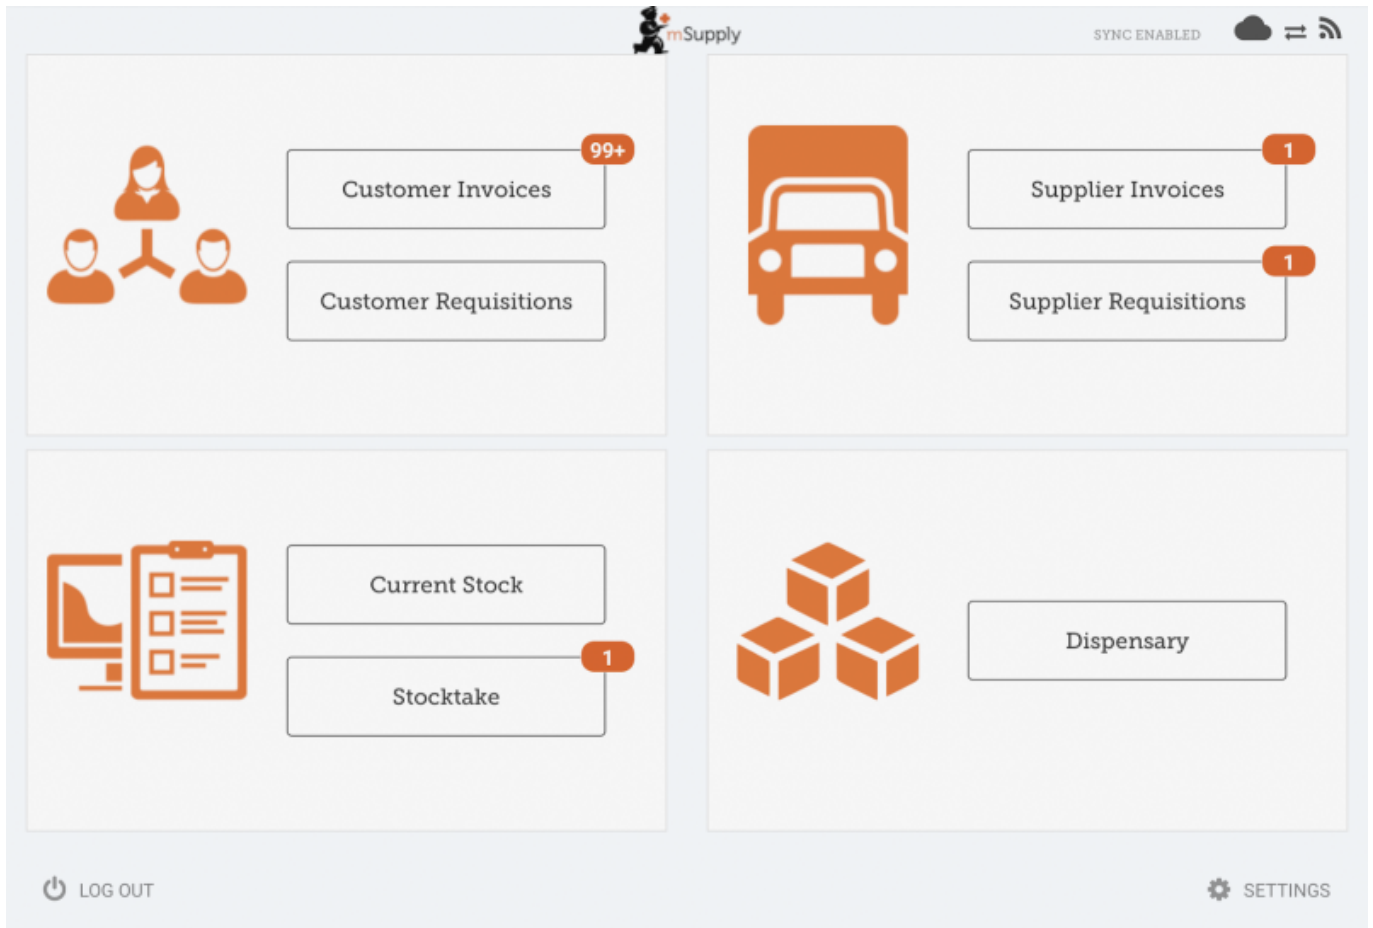 mSupply
SYNC ENABLED
99+
Customer Invoices
Customer Requisitions
1
Supplier Invoices
1
Supplier Requisitions
Current Stock
1
Stocktake
Dispensary
LOG OUT
SETTINGS